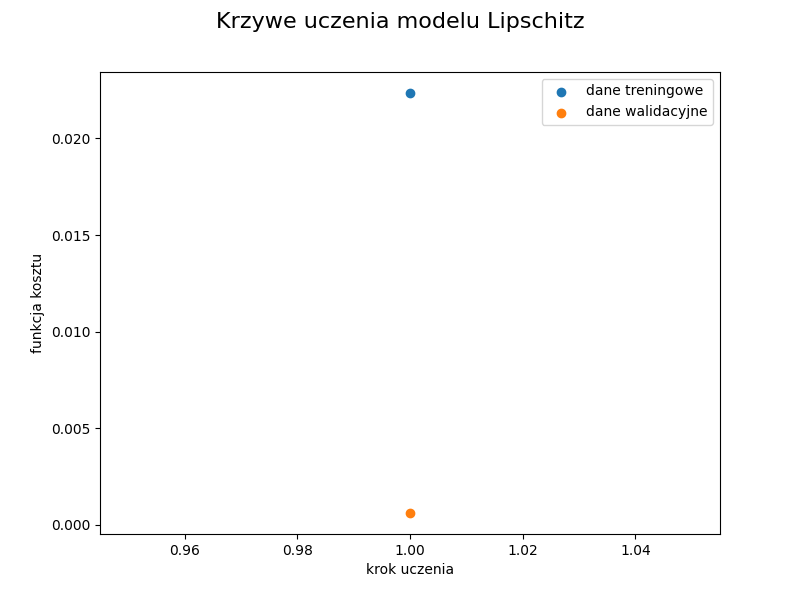 Krzywe uczenia modelu Lipschitz
dane treningowe
dane walidacyjne
0.020
0.015
0.010
0.005
0.000
funkcja kosztu
0.96 0.98 1.00 1.02 1.04
krok uczenia